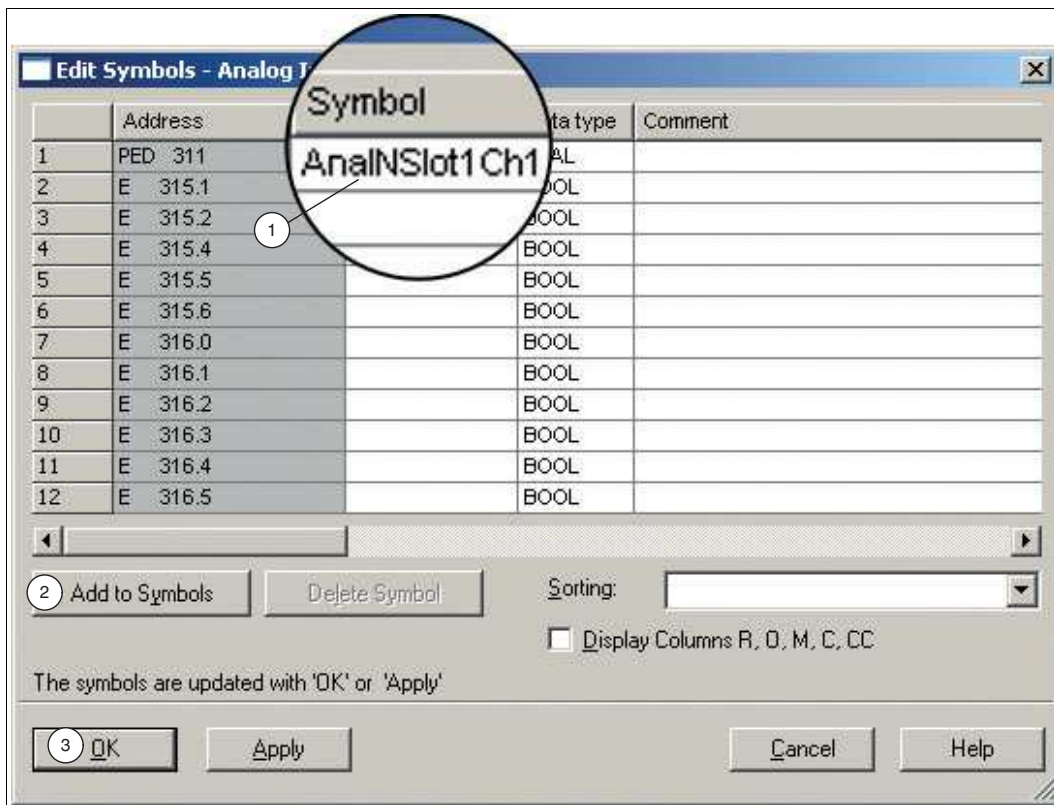 Edit Symbols - Analog
Address Symbol ta type Comment
1 PED 311 AnalNSlot1Ch1 AL
2 E 315.1 OOL
3 E 315.2 BOOL
4 E 315.4 BOOL
5 E 315.5 BOOL
6 E 315.6 BOOL
7 E 316.0 BOOL
8 E 316.1 BOOL
9 E 316.2 BOOL
10 E 316.3 BOOL
11 E 316.4 BOOL
12 E 316.5 BOOL
1
2 Add to Symbols Delete Symbol Sorting:
Display Columns R, O, M, C, CC
The symbols are updated with 'OK' or 'Apply'
3 OK Apply Cancel Help